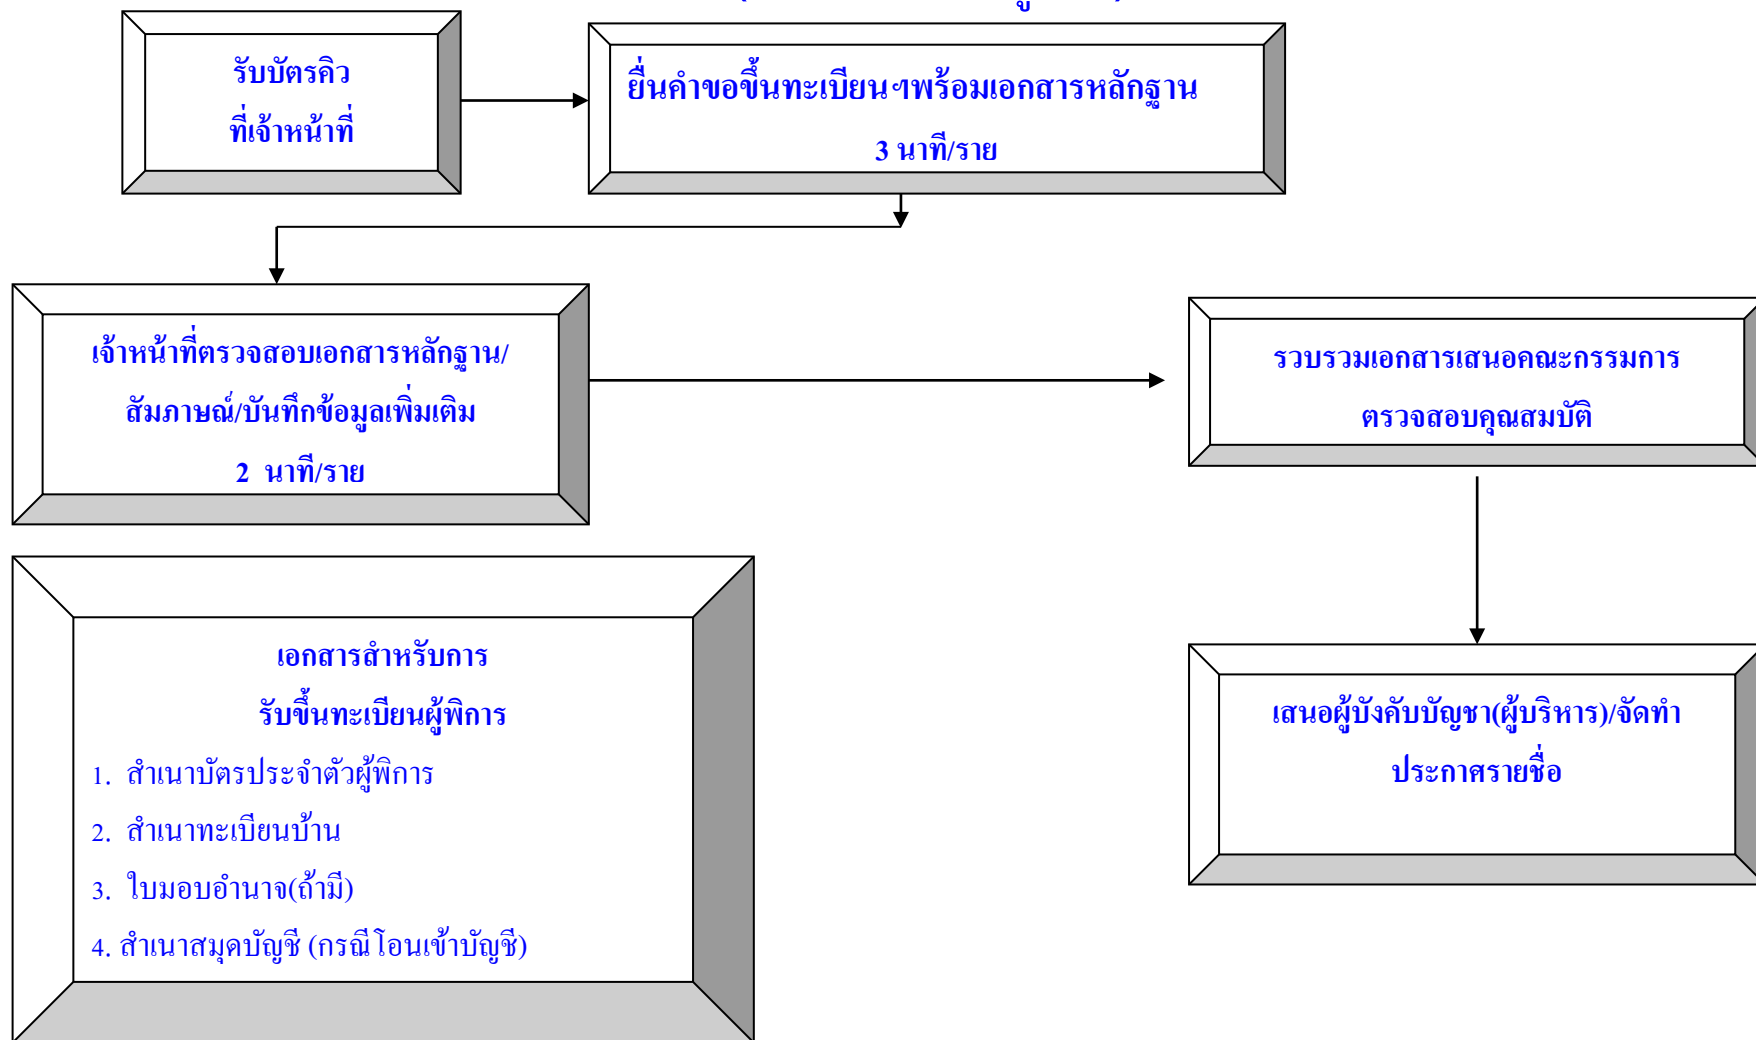 รับบัตรคิว
ที่เจ้าหน้าที่
ยื่นคำขอขึ้นทะเบียนฯพร้อมเอกสารหลักฐาน
3 นาที/ราย
เจ้าหน้าที่ตรวจสอบเอกสารหลักฐาน/
สัมภาษณ์/บันทึกข้อมูลเพิ่มเติม
2 นาที/ราย
รวบรวมเอกสารเสนอคณะกรรมการ
ตรวจสอบคุณสมบัติ
เอกสารสำหรับการ
รับขึ้นทะเบียนผู้พิการ
1. สำเนาบัตรประจำตัวผู้พิการ
2. สำเนาทะเบียนบ้าน
3. ใบมอบอำนาจ(ถ้ามี)
4. สำเนาสมุดบัญชี (กรณีโอนเข้าบัญชี)
เสนอผู้บังคับบัญชา(ผู้บริหาร)/จัดทำ
ประกาศรายชื่อ